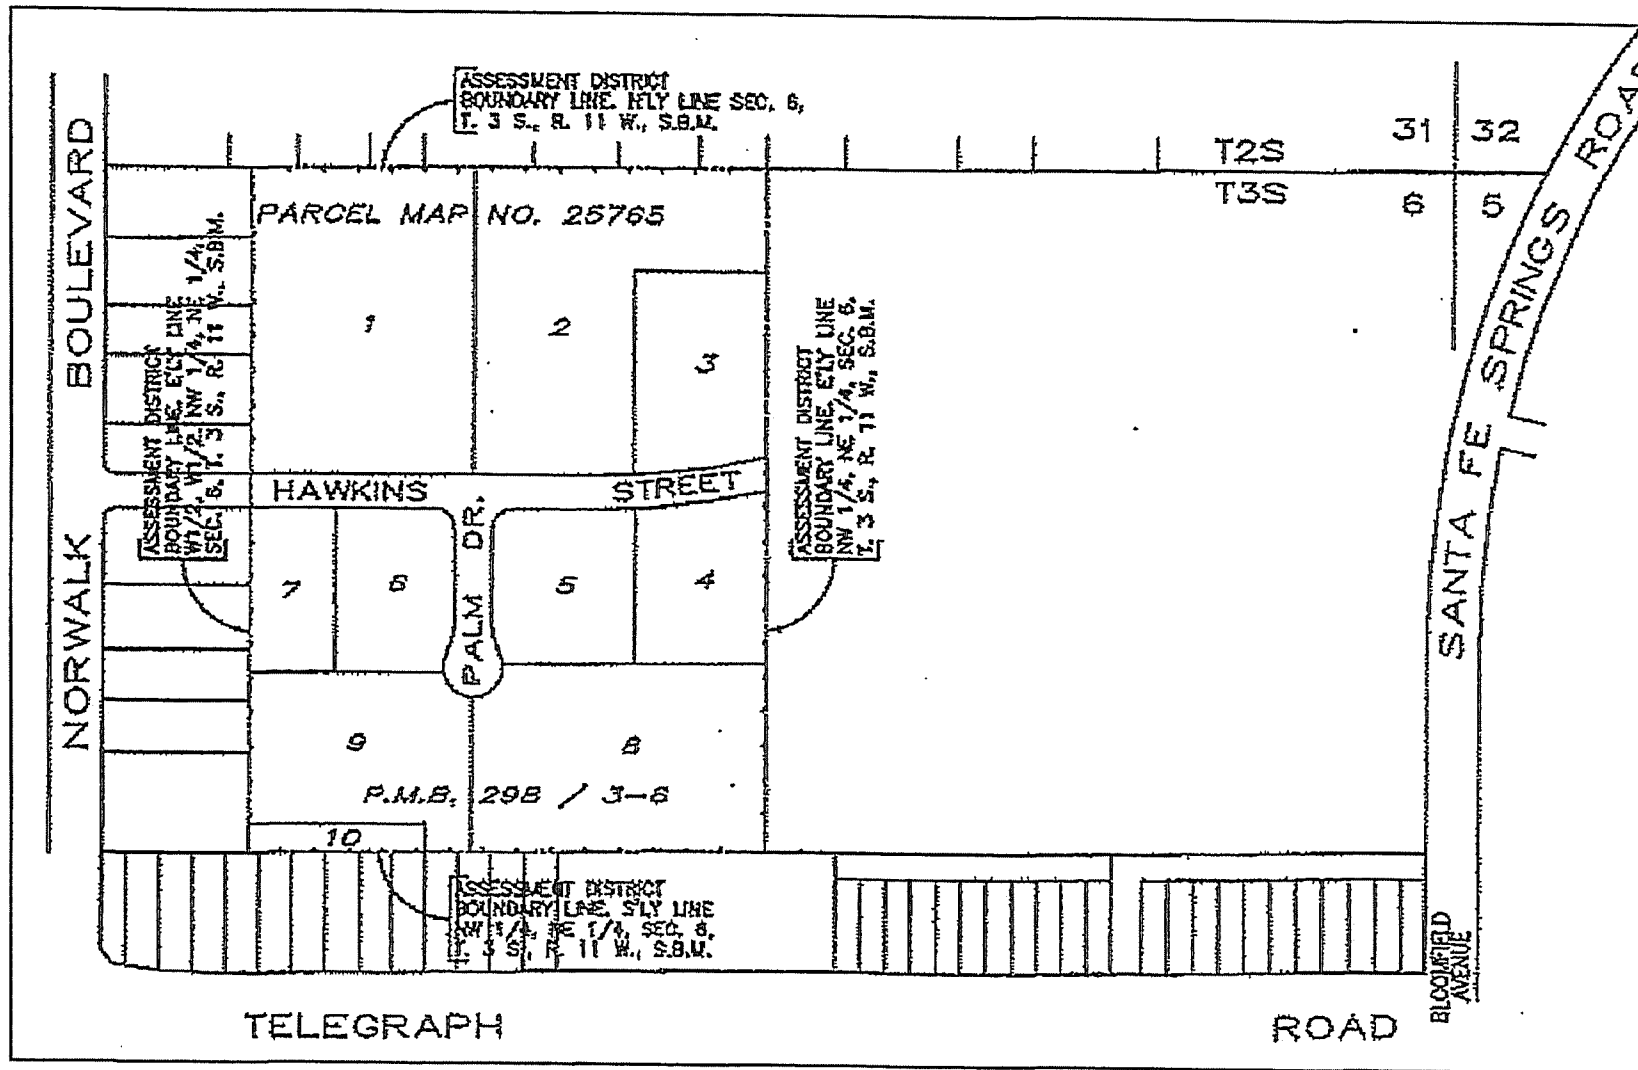 ASSESSMENT DISTRICT
BOUNDARY LINE. N'LY LINE SEC. 6,
T. 3 S., R. 11 W., S.B.M.
31 32
T2S
T3S
6 5
SANTA FE SPRINGS ROAD
NORWALK BOULEVARD
PARCEL MAP NO. 25765
1
2
3
ASSESSMENT DISTRICT
BOUNDARY LINE. E'LY LINE
W1/2, W1/2, NW 1/4, NE 1/4,
SEC. 6, T. 3 S., R. 11 W., S.B.M.
ASSESSMENT DISTRICT
BOUNDARY LINE. E'LY LINE
NW 1/4, NE 1/4, SEC. 6,
T. 3 S., R. 11 W., S.B.M.
HAWKINS STREET
PALM DR.
7
6
5
4
9
8
P.M.B. 298 / 3-6
10
ASSESSMENT DISTRICT
BOUNDARY LINE. S'LY LINE
NW 1/4, NE 1/4, SEC. 6,
T. 3 S., R. 11 W., S.B.M.
BLOOMFIELD
AVENUE
TELEGRAPH ROAD